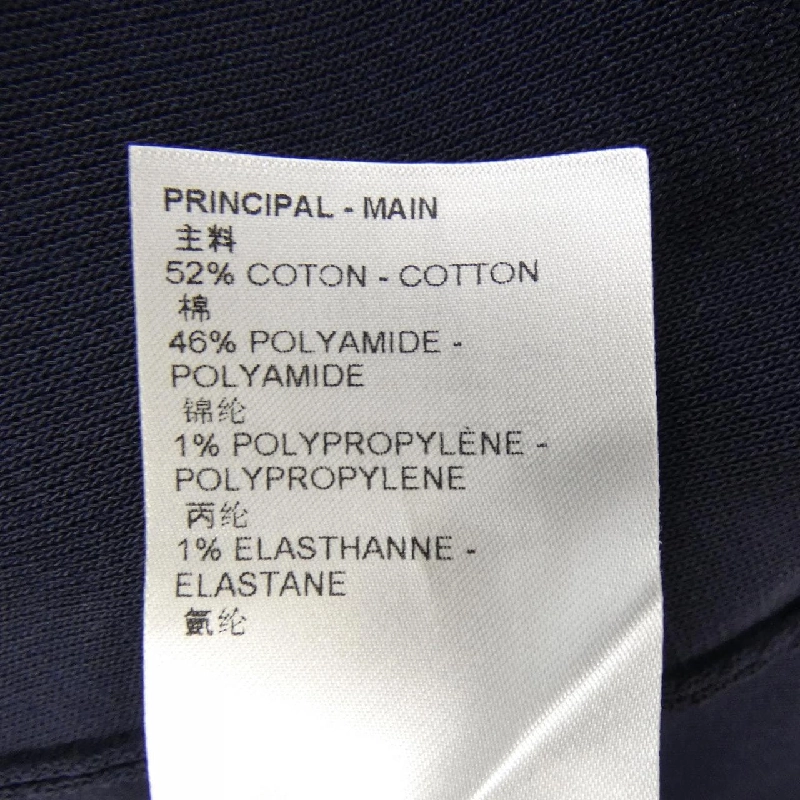 PRINCIPAL - MAIN
主料
52% COTON - COTTON
棉
46% POLYAMIDE -
POLYAMIDE
锦纶
1% POLYPROPYLÈNE -
POLYPROPYLENE
丙纶
1% ELASTHANNE -
ELASTANE
氨纶